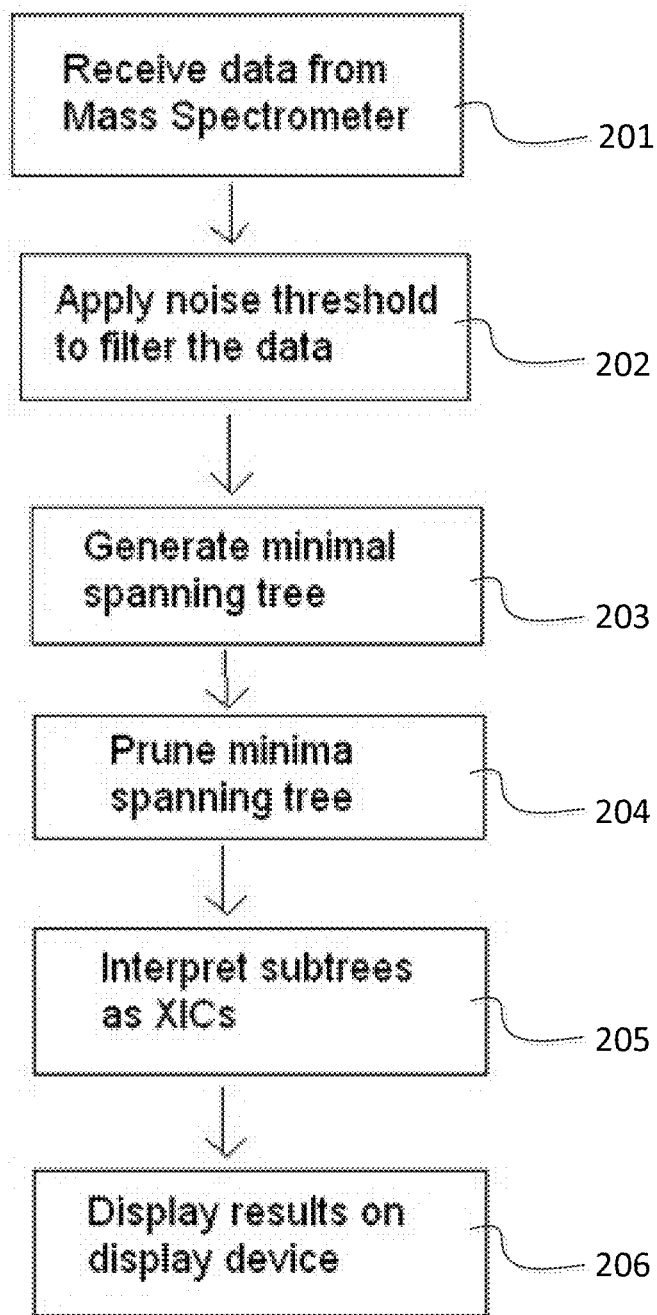 Receive data from
Mass Spectrometer
201
Apply noise threshold
to filter the data
202
Generate minimal
spanning tree
203
Prune minima
spanning tree
204
Interpret subtrees
as XICs
205
Display results on
display device
206